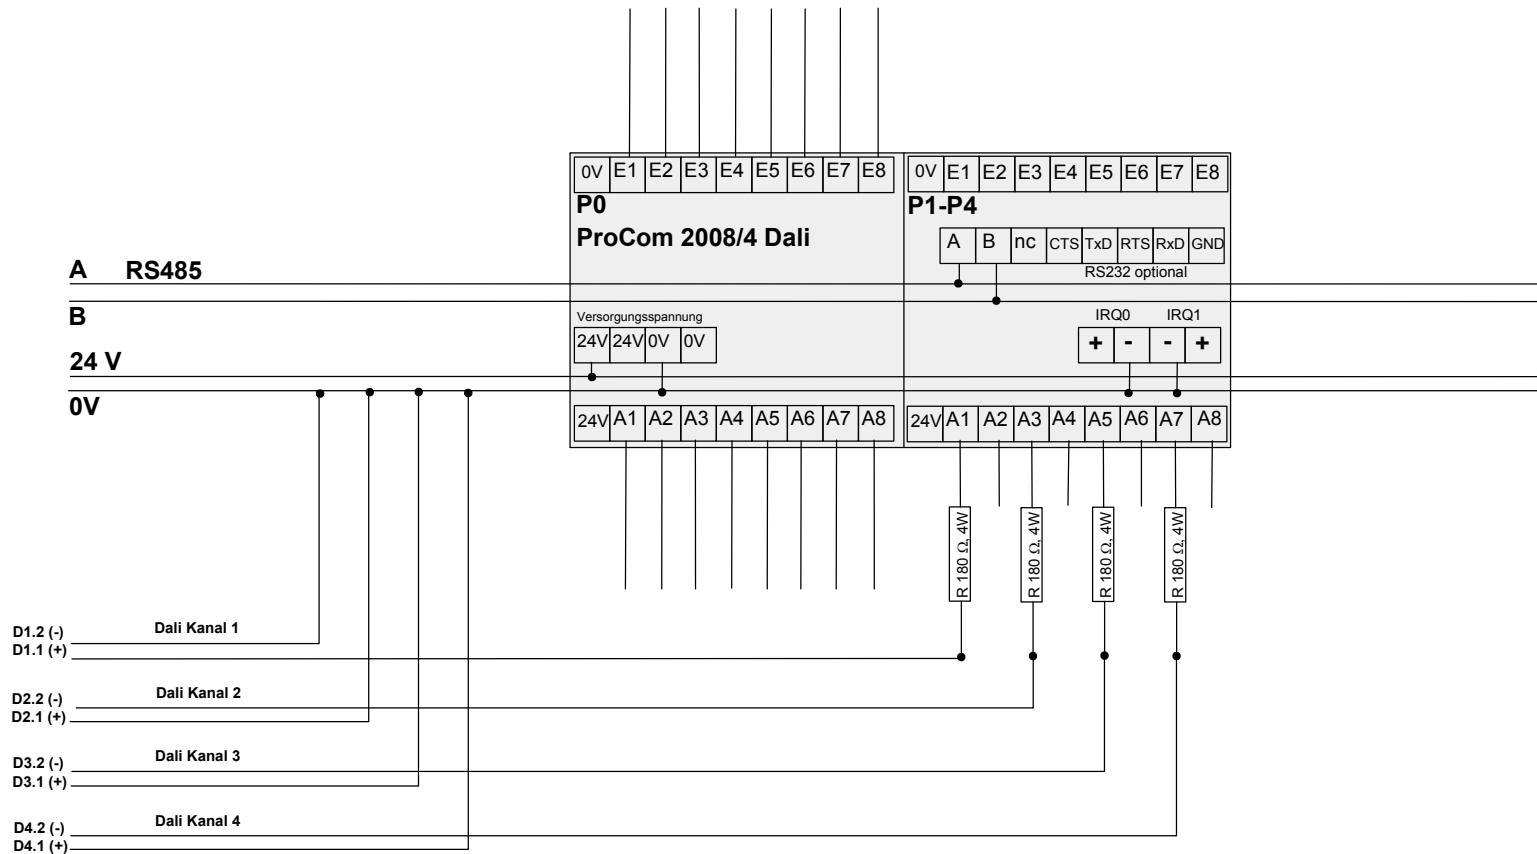 0V E1 E2 E3 E4 E5 E6 E7 E8
0V E1 E2 E3 E4 E5 E6 E7 E8
P0
P1-P4
ProCom 2008/4 Dali
A B nc CTS TxD RTS RxD GND
RS232 optional
A RS485
B
Versorgungsspannung
24V 24V 0V 0V
IRQ0 IRQ1
+ - - +
24 V
0V
24V A1 A2 A3 A4 A5 A6 A7 A8
24V A1 A2 A3 A4 A5 A6 A7 A8
R 180 Ω, 4W
R 180 Ω, 4W
R 180 Ω, 4W
R 180 Ω, 4W
Dali Kanal 1
D1.2 (-)
D1.1 (+)
Dali Kanal 2
D2.2 (-)
D2.1 (+)
Dali Kanal 3
D3.2 (-)
D3.1 (+)
Dali Kanal 4
D4.2 (-)
D4.1 (+)